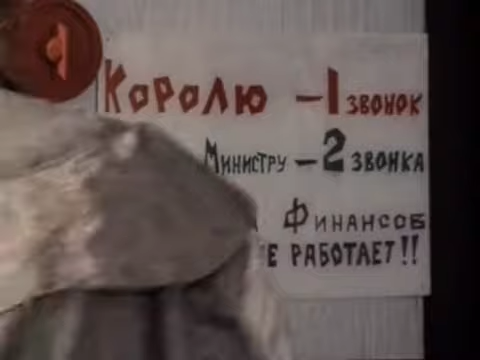 Королю – 1 звонок
Министру – 2 звонка
Финансов
Е РАБОТАЕТ!!